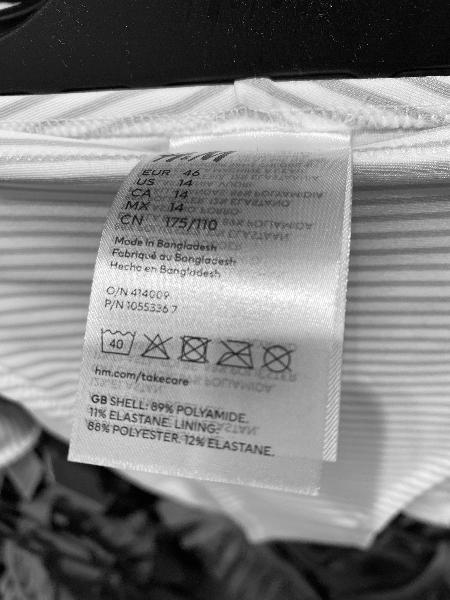 H&M
EUR 46
US 14
CA 14
MX 14
CN 175/110
Made in Bangladesh
Fabriqué au Bangladesh
Hecho en Bangladesh
O/N 414009
P/N 1055336 7
40
hm.com/takecare
GB SHELL: 89% POLYAMIDE.
11% ELASTANE. LINING:
88% POLYESTER. 12% ELASTANE.